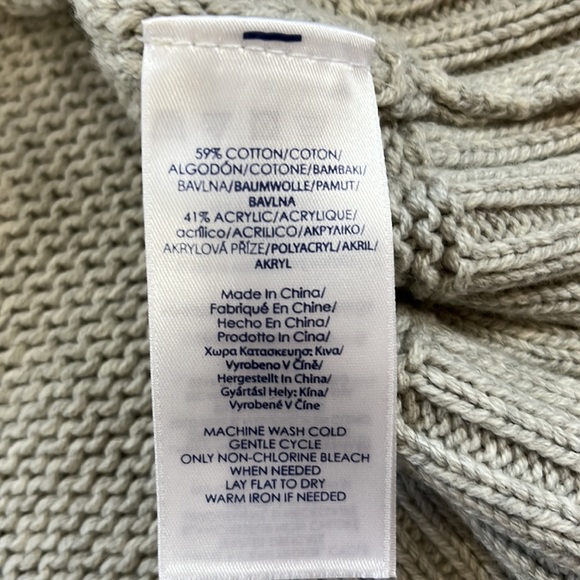 59% COTTON/COTON/
ALGODÓN/COTONE/BAMBAKI/
BAVLNA/BAUMWOLLE/PAMUT/
BAVLNA
41% ACRYLIC/ACRYLIQUE/
acrílico/ACRILICO/ΑΚΡΥΛΙΚΟ/
AKRYLOVÁ PŘÍZE/POLYACRYL/AKRIL/
AKRYL
Made In China/
Fabriqué En Chine/
Hecho En China/
Prodotto In Cina/
Χωρα Κατασκευης: Κινα/
Vyrobeno V Číně/
Hergestellt In China/
Gyártási Hely: Kína/
Vyrobené V Číne
MACHINE WASH COLD
GENTLE CYCLE
ONLY NON-CHLORINE BLEACH
WHEN NEEDED
LAY FLAT TO DRY
WARM IRON IF NEEDED